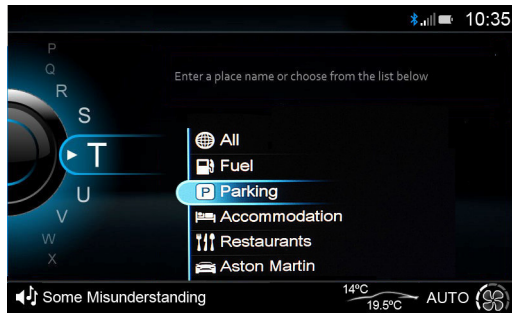 10:35
P
Q
R
S
T
U
V
W
X
Enter a place name or choose from the list below
All
Fuel
P Parking
Accommodation
Restaurants
Aston Martin
Some Misunderstanding
14°C
19.5°C
AUTO